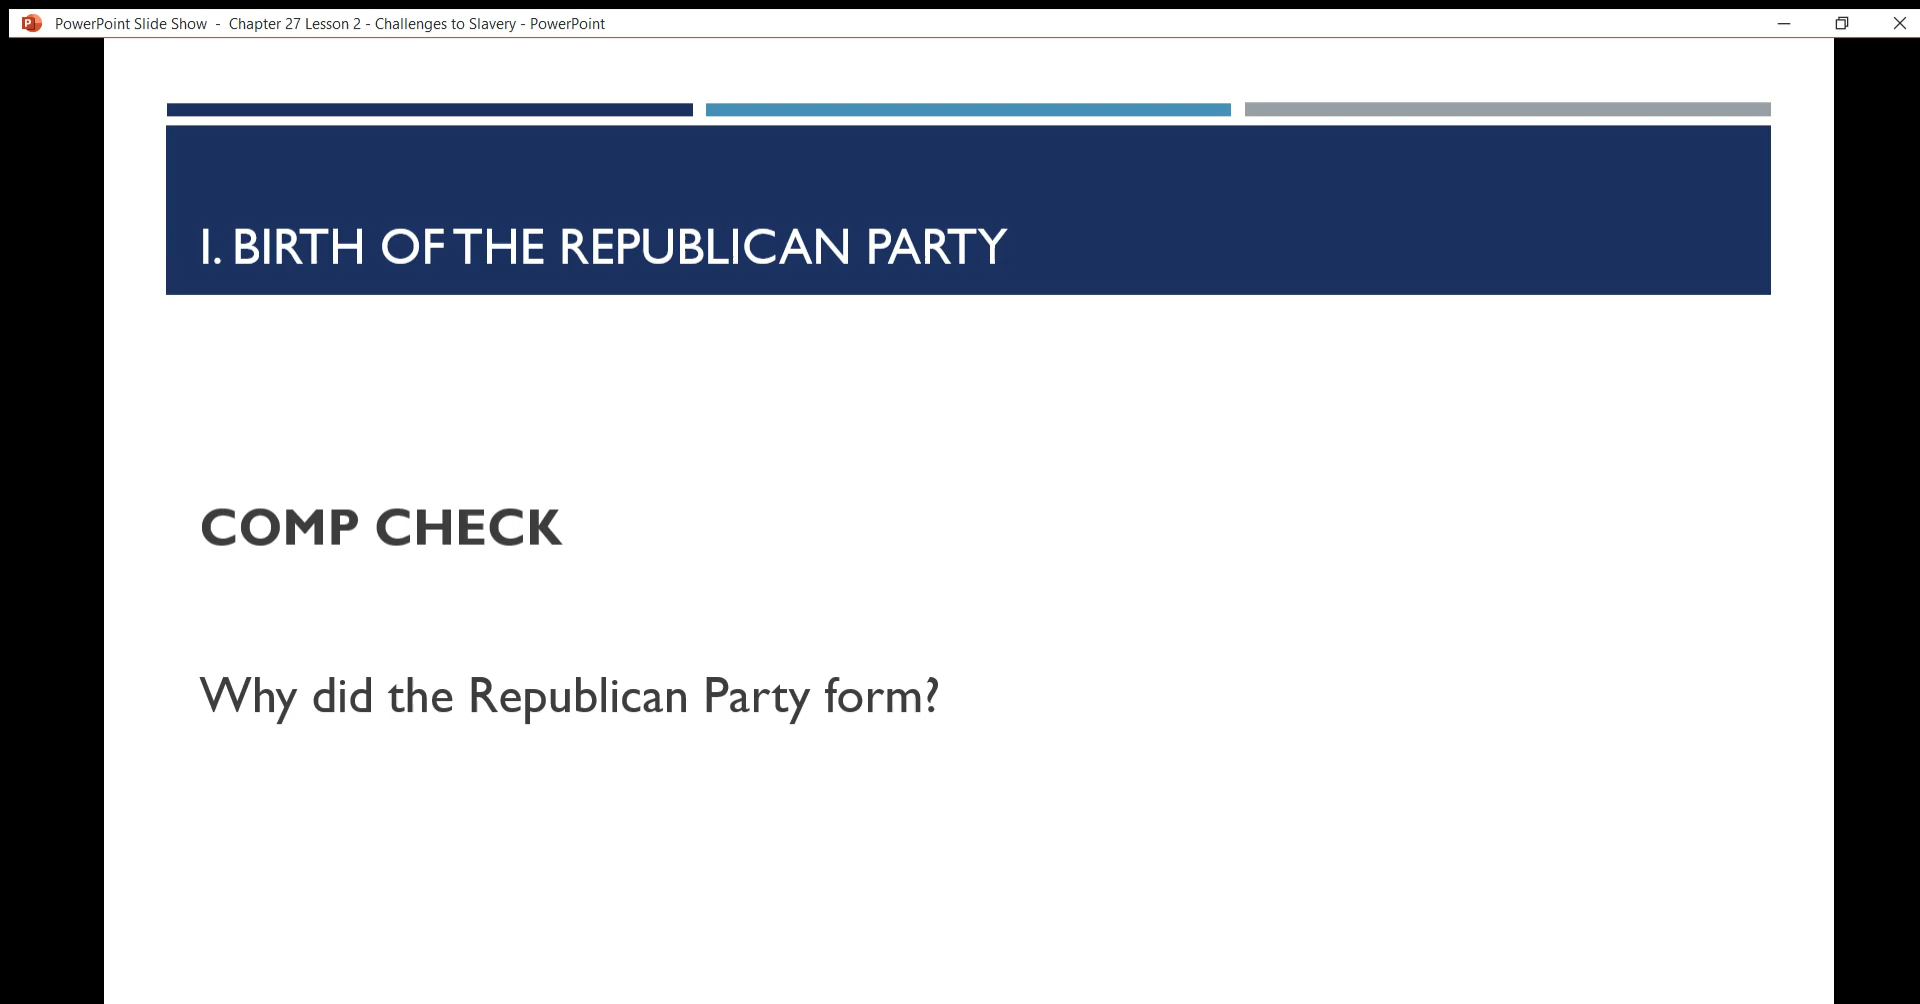 PowerPoint Slide Show - Chapter 27 Lesson 2 - Challenges to Slavery - PowerPoint
I. BIRTH OF THE REPUBLICAN PARTY
COMP CHECK
Why did the Republican Party form?